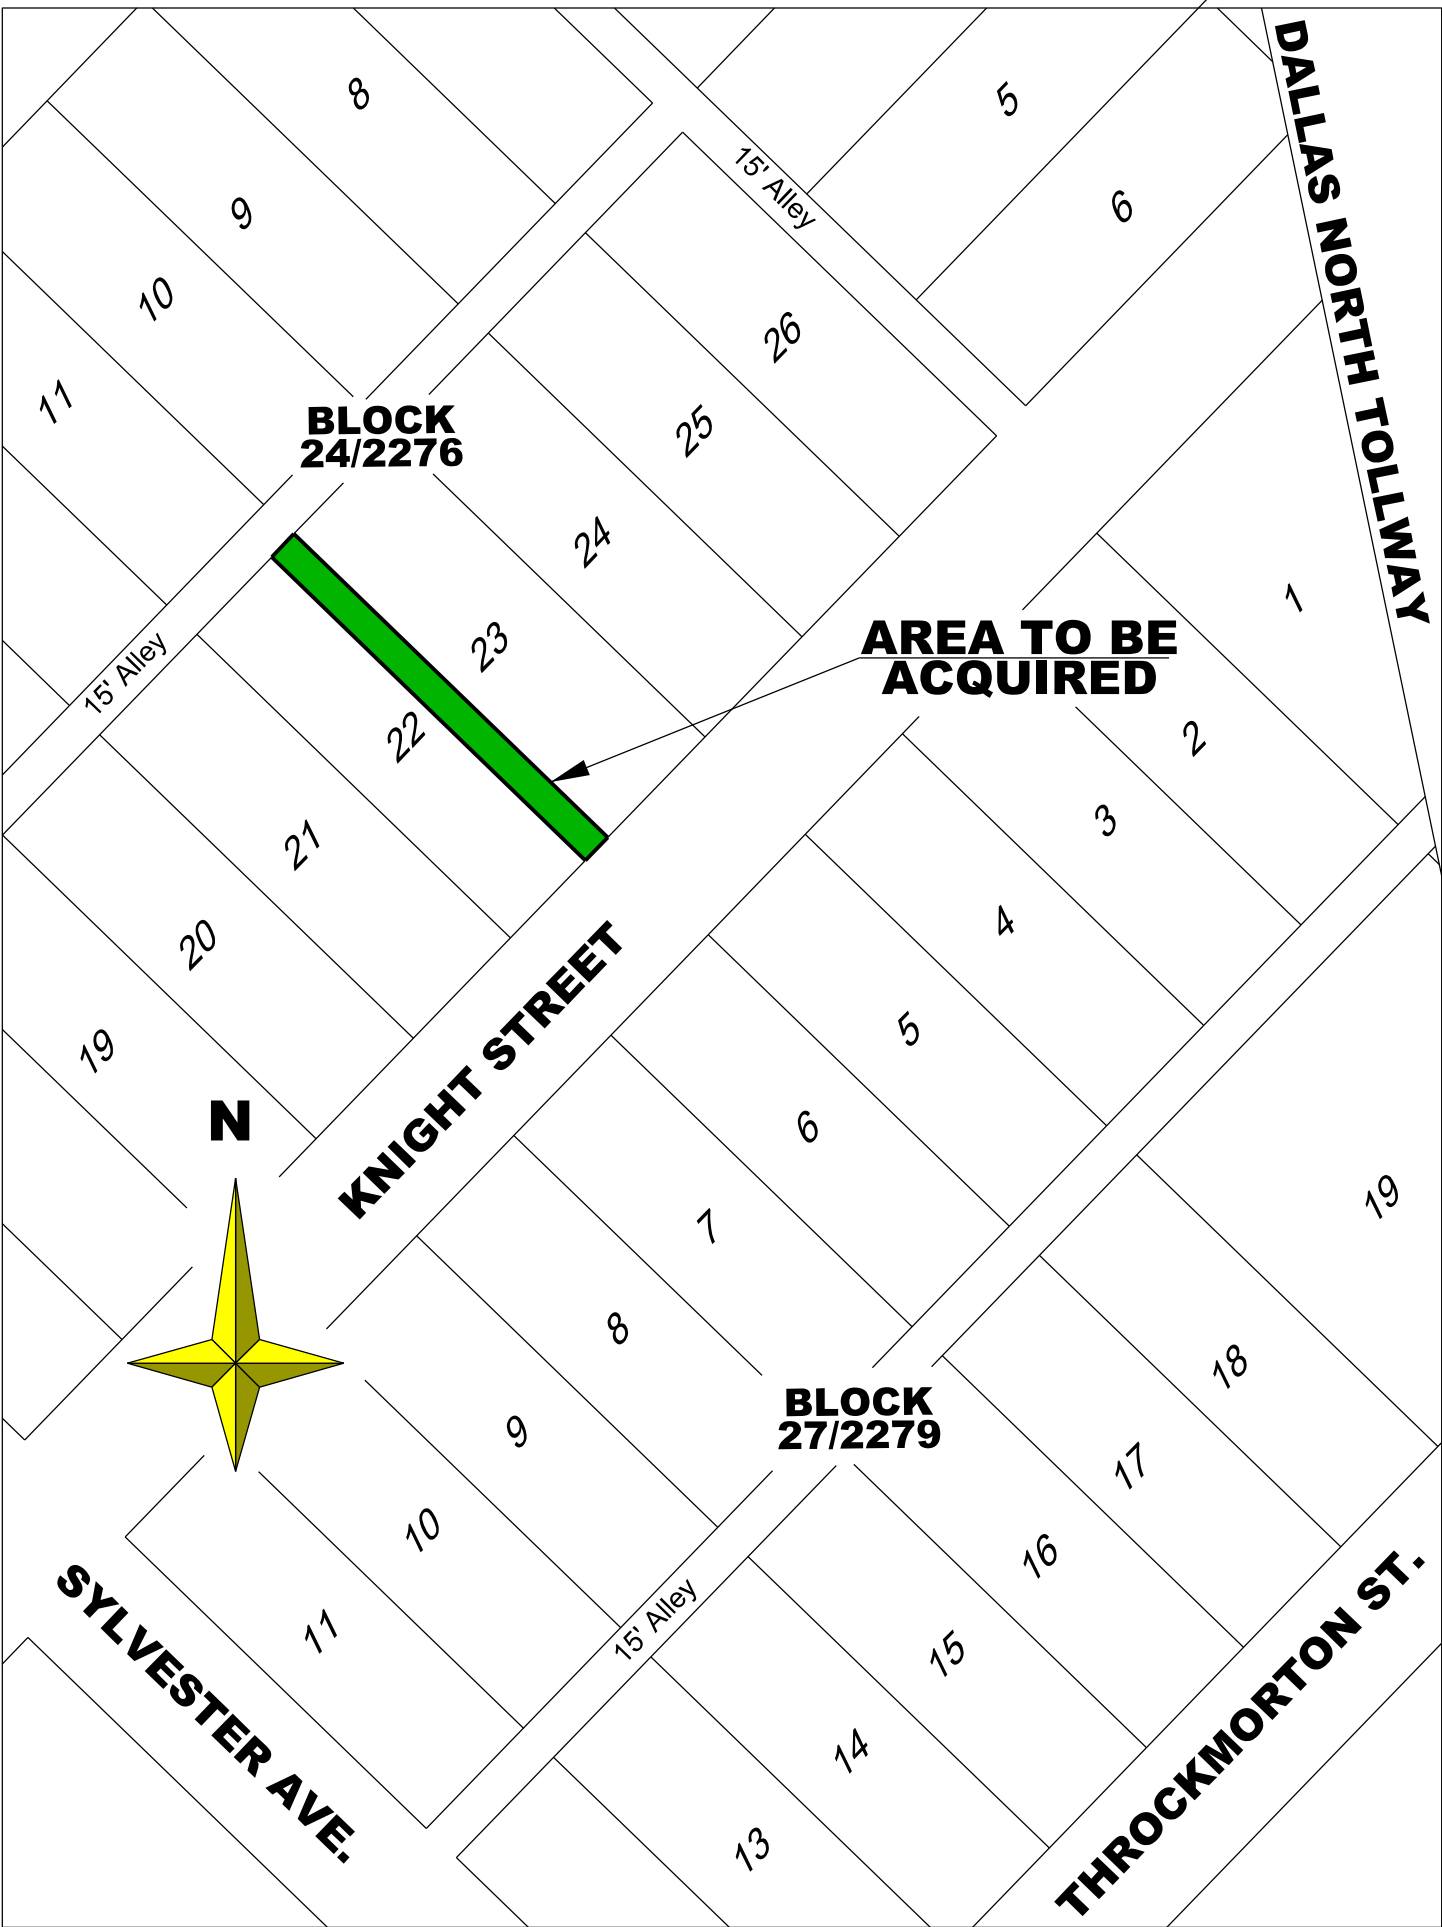 8
5
DALLAS NORTH TOLLWAY
15' Alley
9
6
10
26
11
BLOCK
24/2276
25
24
1
23
AREA TO BE
ACQUIRED
15' Alley
22
2
21
3
20
4
19
5
KNIGHT STREET
N
6
7
19
8
18
BLOCK
27/2279
9
17
10
16
15' Alley
11
15
SYLVESTER AVE.
14
THROCKMORTON ST.
13